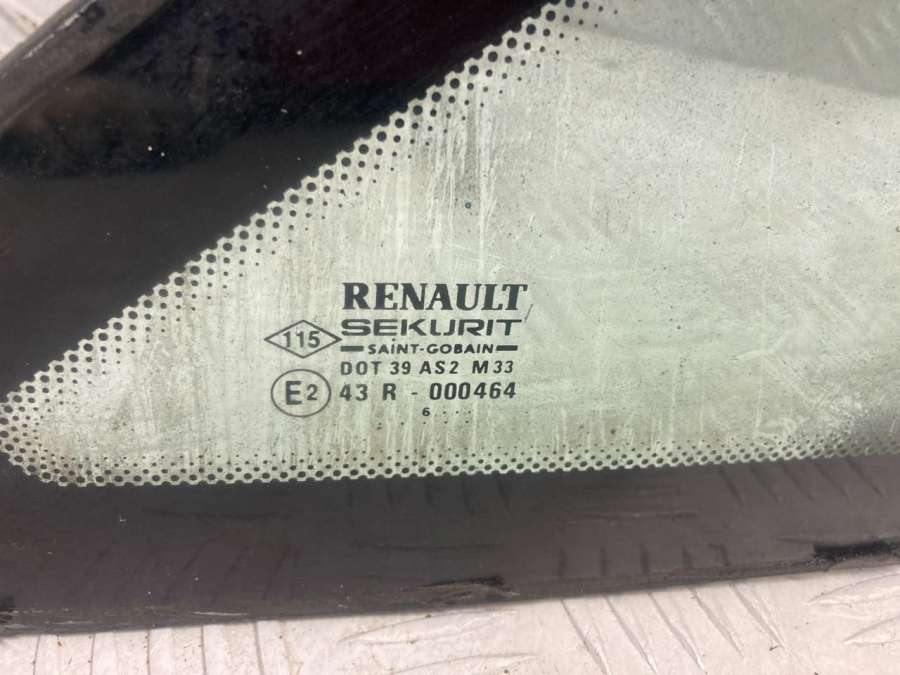 RENAULT
115 SEKURIT
SAINT-GOBAIN
DOT 39 AS2 M33
E2 43 R - 000464
6 . . . .